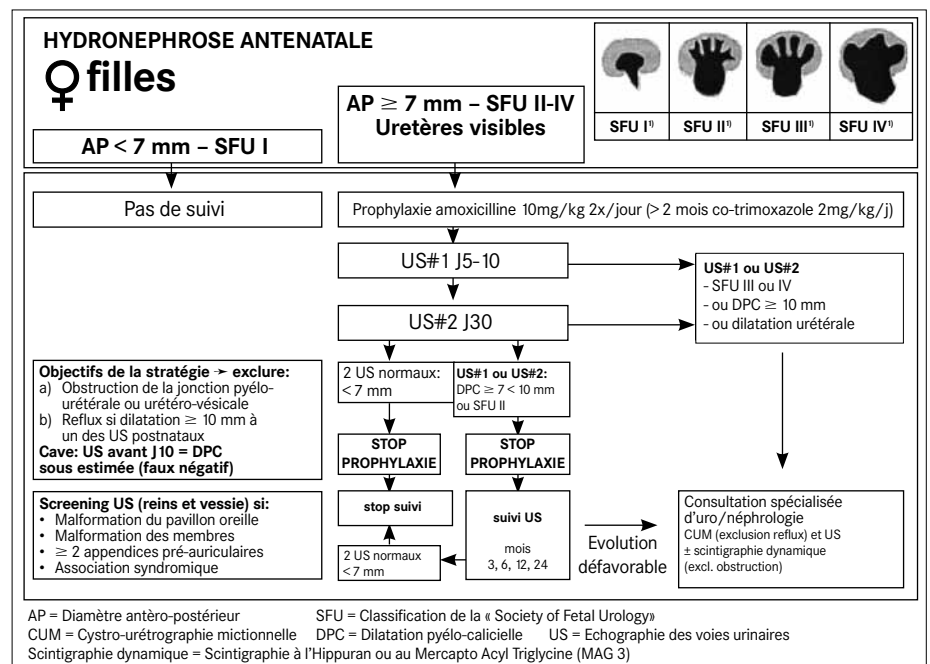 HYDRONEPHROSE ANTENATALE
♀ filles
SFU I¹⁾
SFU II¹⁾
SFU III¹⁾
SFU IV¹⁾
AP < 7 mm – SFU I
AP ≥ 7 mm – SFU II-IV
Uretères visibles
Pas de suivi
Prophylaxie amoxicilline 10mg/kg 2x/jour (> 2 mois co-trimoxazole 2mg/kg/j)
US#1 J5-10
US#2 J30
US#1 ou US#2
- SFU III ou IV
- ou DPC ≥ 10 mm
- ou dilatation urétérale
Objectifs de la stratégie → exclure:
a) Obstruction de la jonction pyélo-
urétérale ou urétéro-vésicale
b) Reflux si dilatation ≥ 10 mm à
un des US postnataux
Cave: US avant J10 = DPC
sous estimée (faux négatif)
2 US normaux:
< 7 mm
US#1 ou US#2:
DPC ≥ 7 < 10 mm
ou SFU II
STOP
PROPHYLAXIE
STOP
PROPHYLAXIE
Screening US (reins et vessie) si:
• Malformation du pavillon oreille
• Malformation des membres
• ≥ 2 appendices pré-auriculaires
• Association syndromique
stop suivi
2 US normaux
< 7 mm
suivi US
mois
3, 6, 12, 24
Evolution
défavorable
Consultation spécialisée
d'uro/néphrologie
CUM (exclusion reflux) et US
± scintigraphie dynamique
(excl. obstruction)
AP = Diamètre antèro-postérieur SFU = Classification de la « Society of Fetal Urology»
CUM = Cystro-urétrographie mictionnelle DPC = Dilatation pyélo-calicielle US = Echographie des voies urinaires
Scintigraphie dynamique = Scintigraphie à l'Hippuran ou au Mercapto Acyl Triglycine (MAG 3)